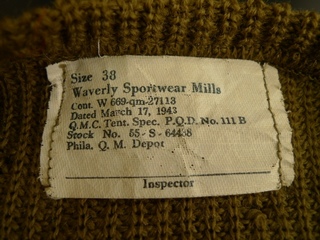 Size 38
Waverly Sportwear Mills
Cont. W 669-qm-27113
Dated March 17, 1943
Q.M.C. Tent. Spec. P.Q.D. No. 111 B
Stock No. 55 - S - 64438
Phila. Q. M. Depot
Inspector